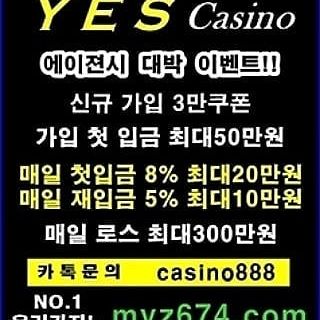 YES Casino
에이젼시 대박 이벤트!!
신규 가입 3만쿠폰
가입 첫 입금 최대50만원
매일 첫입금 8% 최대20만원
매일 재입금 5% 최대10만원
매일 로스 최대300만원
카톡문의 casino888
NO.1
myz674.com